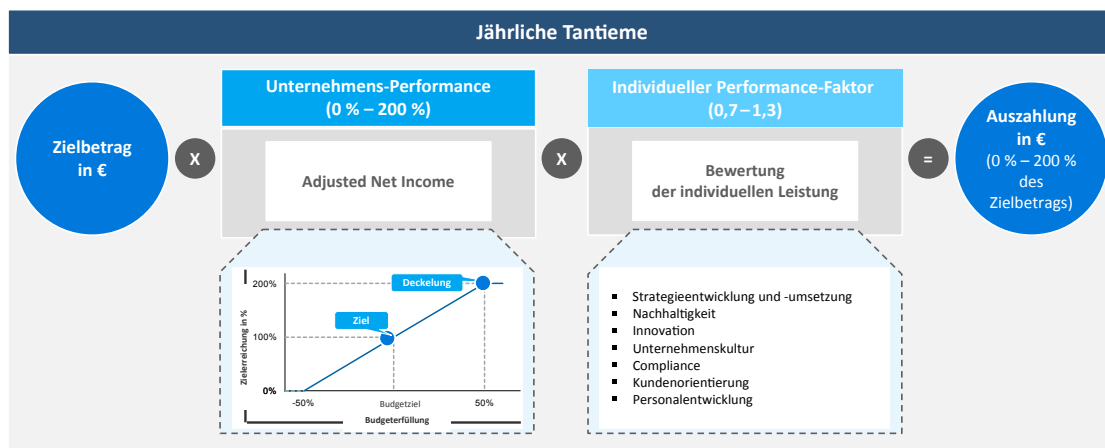 Jährliche Tantieme
Zielbetrag
in €
X
Unternehmens-Performance
(0 % – 200 %)
Adjusted Net Income
X
Individueller Performance-Faktor
(0,7 – 1,3)
Bewertung
der individuellen Leistung
=
Auszahlung
in €
(0 % – 200 %
des
Zielbetrags)
Zielerreichung in %
200%
100%
0%
Deckelung
Ziel
-50%
Budgetziel
50%
Budgeterfüllung
▪ Strategieentwicklung und -umsetzung
▪ Nachhaltigkeit
▪ Innovation
▪ Unternehmenskultur
▪ Compliance
▪ Kundenorientierung
▪ Personalentwicklung